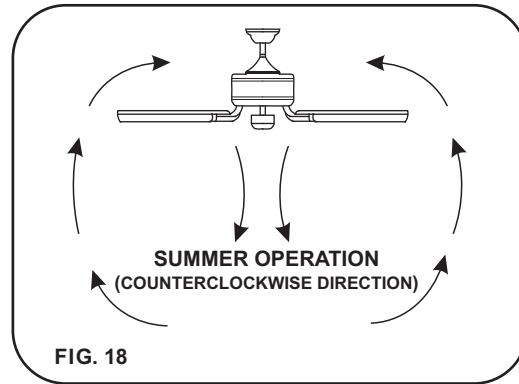 SUMMER OPERATION
(COUNTERCLOCKWISE DIRECTION)
FIG. 18